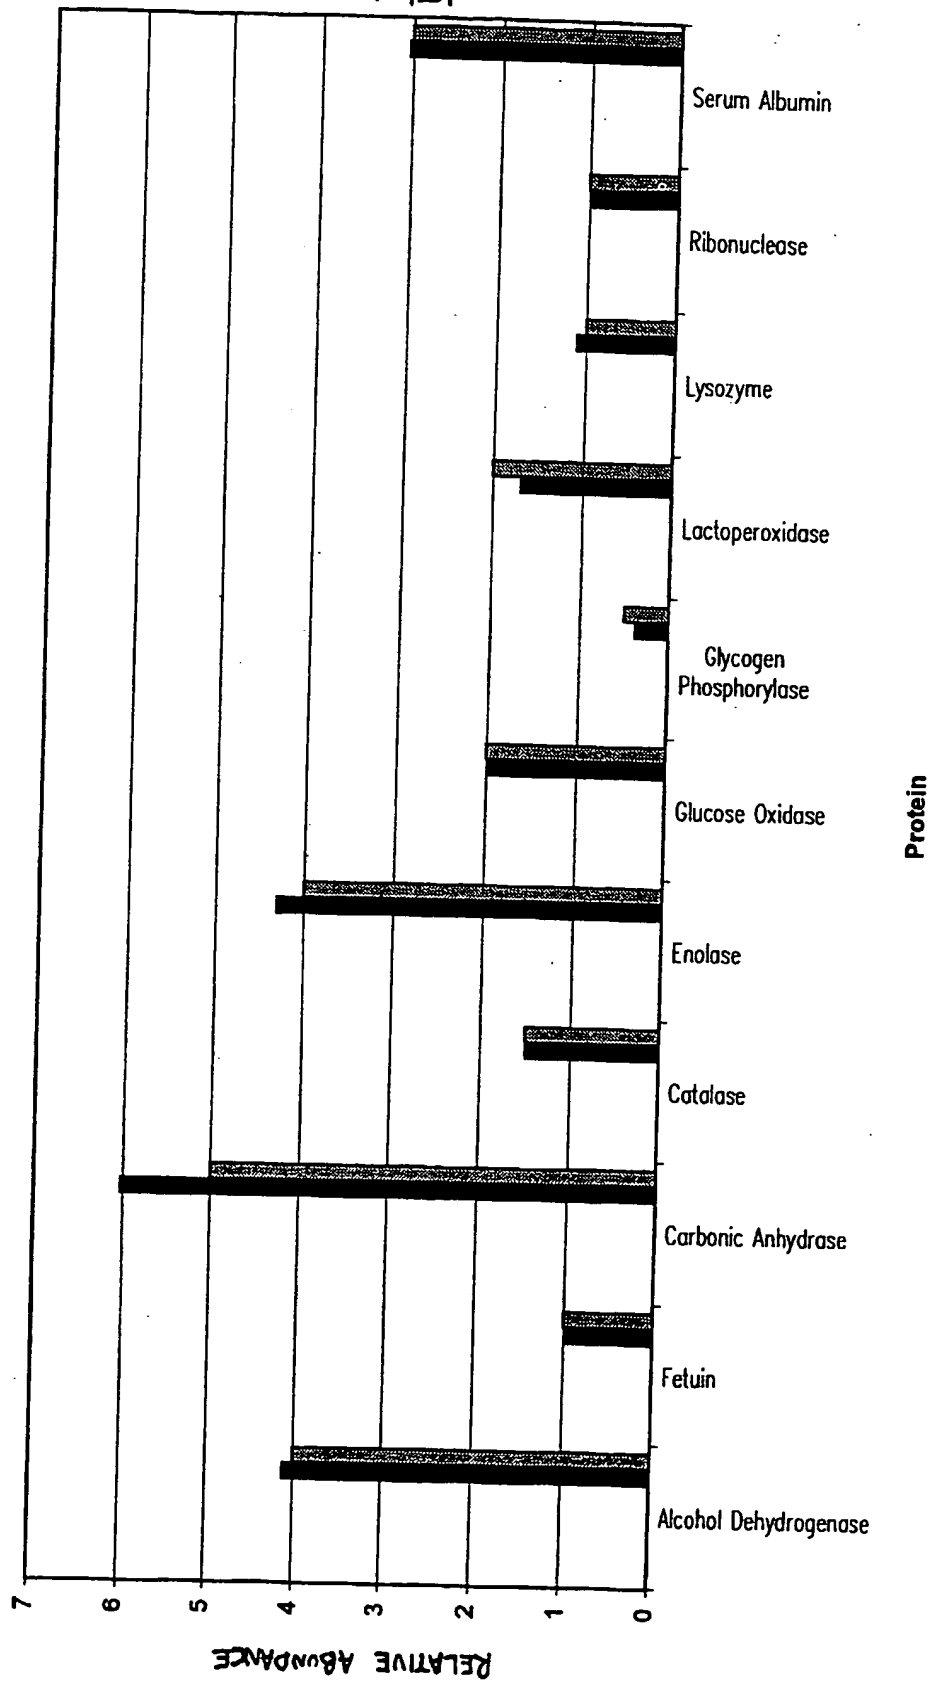 Serum Albumin
Ribonuclease
Lysozyme
Lactoperoxidase
Glycogen
Phosphorylase
Glucose Oxidase
Enolase
Catalase
Carbonic Anhydrase
Fetuin
Alcohol Dehydrogenase
Protein
7
6
5
4
3
2
1
0
RELATIVE ABUNDANCE